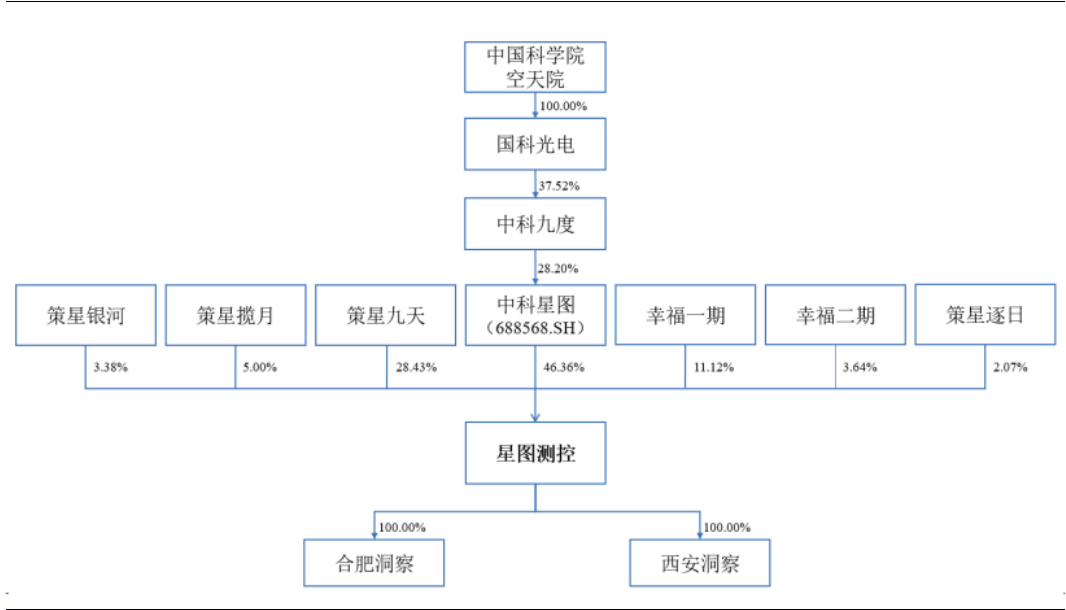 中国科学院
空天院
100.00%
国科光电
37.52%
中科九度
28.20%
策星银河
策星揽月
策星九天
中科星图
（688568.SH）
幸福一期
幸福二期
策星逐日
3.38%
5.00%
28.43%
46.36%
11.12%
3.64%
2.07%
星图测控
100.00%
100.00%
合肥洞察
西安洞察